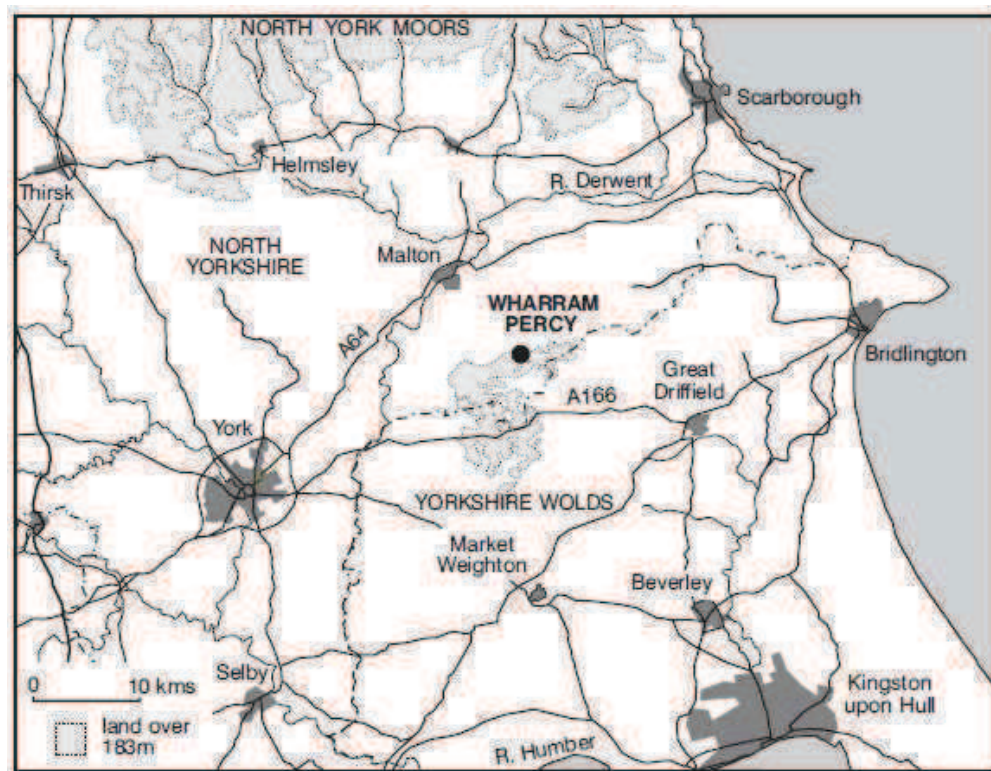 NORTH YORK MOORS
Scarborough
Helmsley
Thirsk
R. Derwent
NORTH
YORKSHIRE
Malton
WHARRAM
PERCY
A64
Bridlington
Great
Driffield
A166
York
YORKSHIRE WOLDS
Market
Weighton
Beverley
Selby
0 10 kms
Kingston
upon Hull
land over
183m
R. Humber